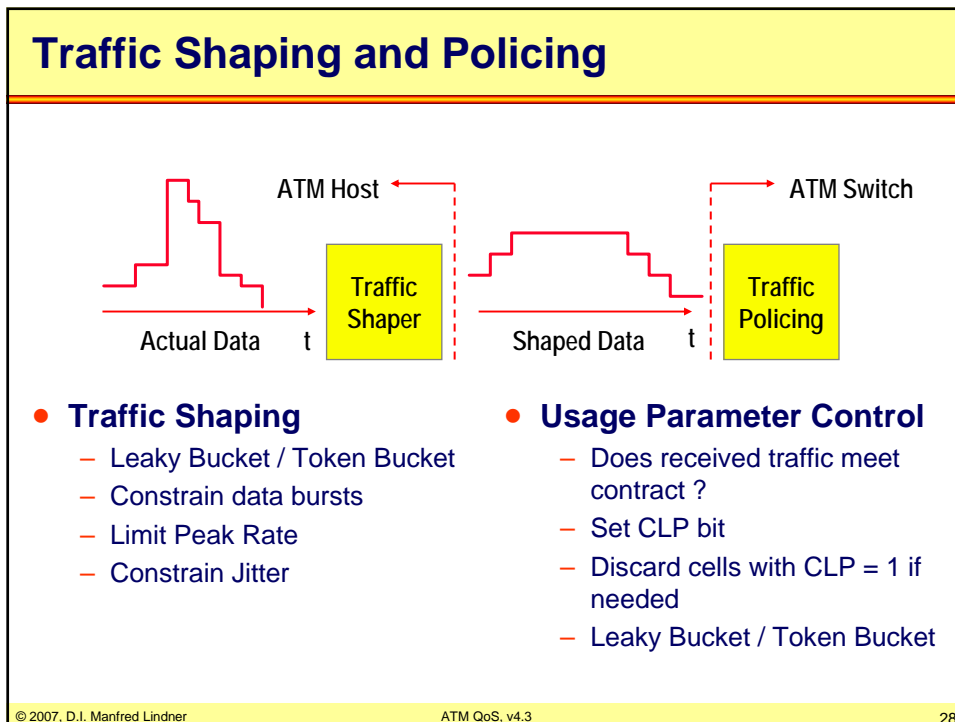 Traffic Shaping and Policing
ATM Host
ATM Switch
Traffic
Shaper
Traffic
Policing
Actual Data t
Shaped Data t
• Traffic Shaping
– Leaky Bucket / Token Bucket
– Constrain data bursts
– Limit Peak Rate
– Constrain Jitter
• Usage Parameter Control
– Does received traffic meet
contract ?
– Set CLP bit
– Discard cells with CLP = 1 if
needed
– Leaky Bucket / Token Bucket
© 2007, D.I. Manfred Lindner
ATM QoS, v4.3
28